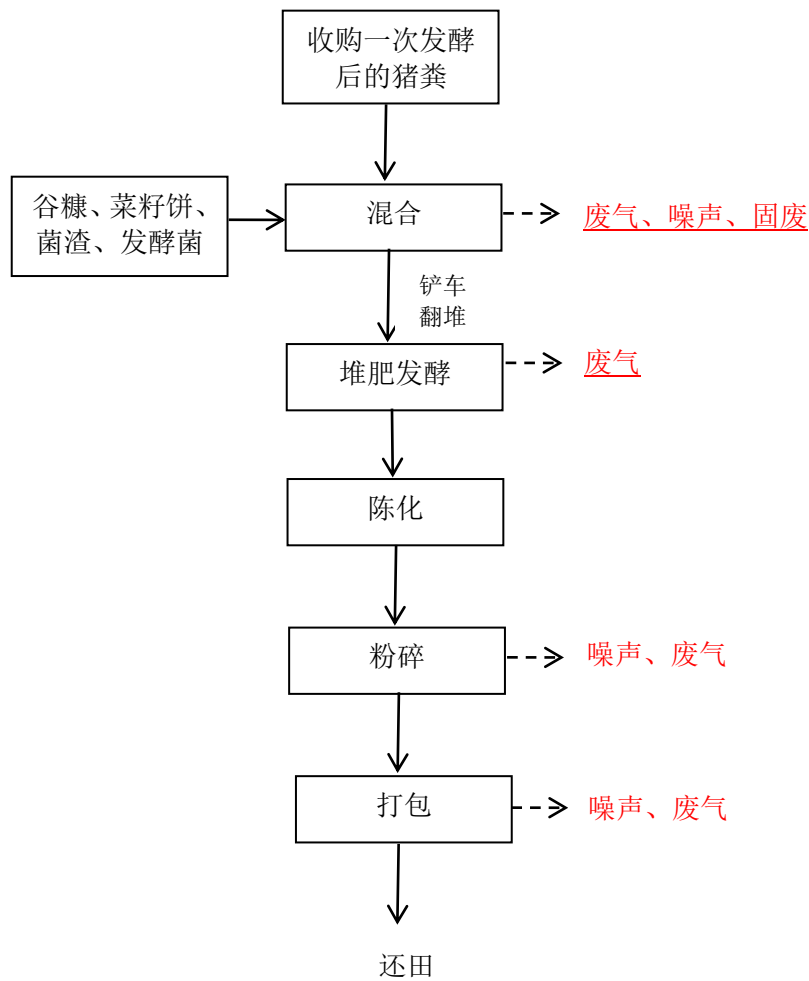 收购一次发酵
后的猪粪
谷糠、菜籽饼、
菌渣、发酵菌
混合
废气、噪声、固废
铲车
翻堆
堆肥发酵
废气
陈化
粉碎
噪声、废气
打包
噪声、废气
还田